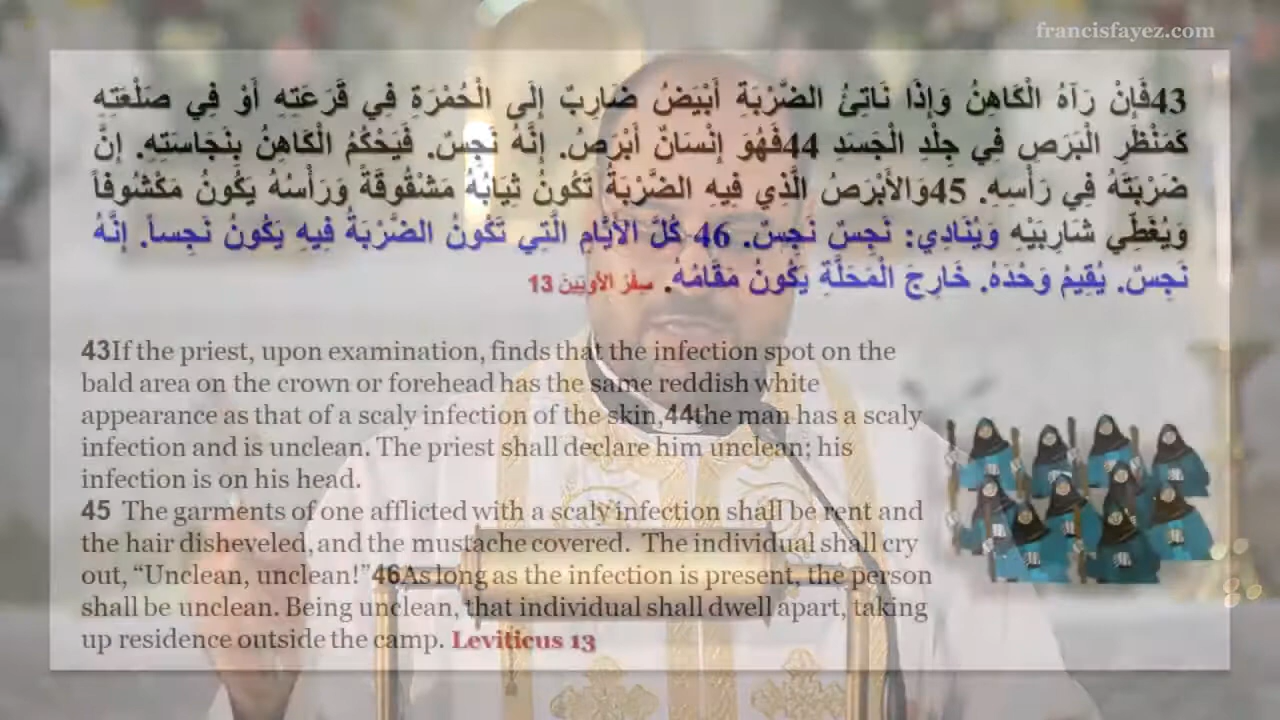 francisfayez.com
43فَإِنْ رَآهُ الْكَاهِنُ وَإِذَا نَاتِئُ الضَّرْبَةِ أَبْيَضُ ضَارِبٌ إِلَى الْحُمْرَةِ فِي قَرَعَتِهِ أَوْ فِي صَلْعَتِهِ
كَمَنْظَرِ الْبَرَصِ فِي جِلْدِ الْجَسَدِ 44فَهُوَ إِنْسَانٌ أَبْرَصُ. إِنَّهُ نَجِسٌ. فَيَحْكُمُ الْكَاهِنُ بِنَجَاسَتِهِ. إِنَّ
ضَرْبَتَهُ فِي رَأْسِهِ. 45وَالأَبْرَصُ الَّذِي فِيهِ الضَّرْبَةُ تَكُونُ ثِيَابُهُ مَشْقُوقَةً وَرَأْسُهُ يَكُونُ مَكْشُوفاً
وَيُغَطِّي شَارِبَيْهِ وَيُنَادِي: نَجِسٌ نَجِسٌ. 46 كُلَّ الأَيَّامِ الَّتِي تَكُونُ الضَّرْبَةُ فِيهِ يَكُونُ نَجِساً. إِنَّهُ
نَجِسٌ. يُقِيمُ وَحْدَهُ. خَارِجَ الْمَحَلَّةِ يَكُونُ مَقَامُهُ. سِفْرُ الأوِيِّينَ 13
43If the priest, upon examination, finds that the infection spot on the
bald area on the crown or forehead has the same reddish white
appearance as that of a scaly infection of the skin,44the man has a scaly
infection and is unclean. The priest shall declare him unclean; his
infection is on his head.
45 The garments of one afflicted with a scaly infection shall be rent and
the hair disheveled, and the mustache covered. The individual shall cry
out, “Unclean, unclean!”46As long as the infection is present, the person
shall be unclean. Being unclean, that individual shall dwell apart, taking
up residence outside the camp. Leviticus 13